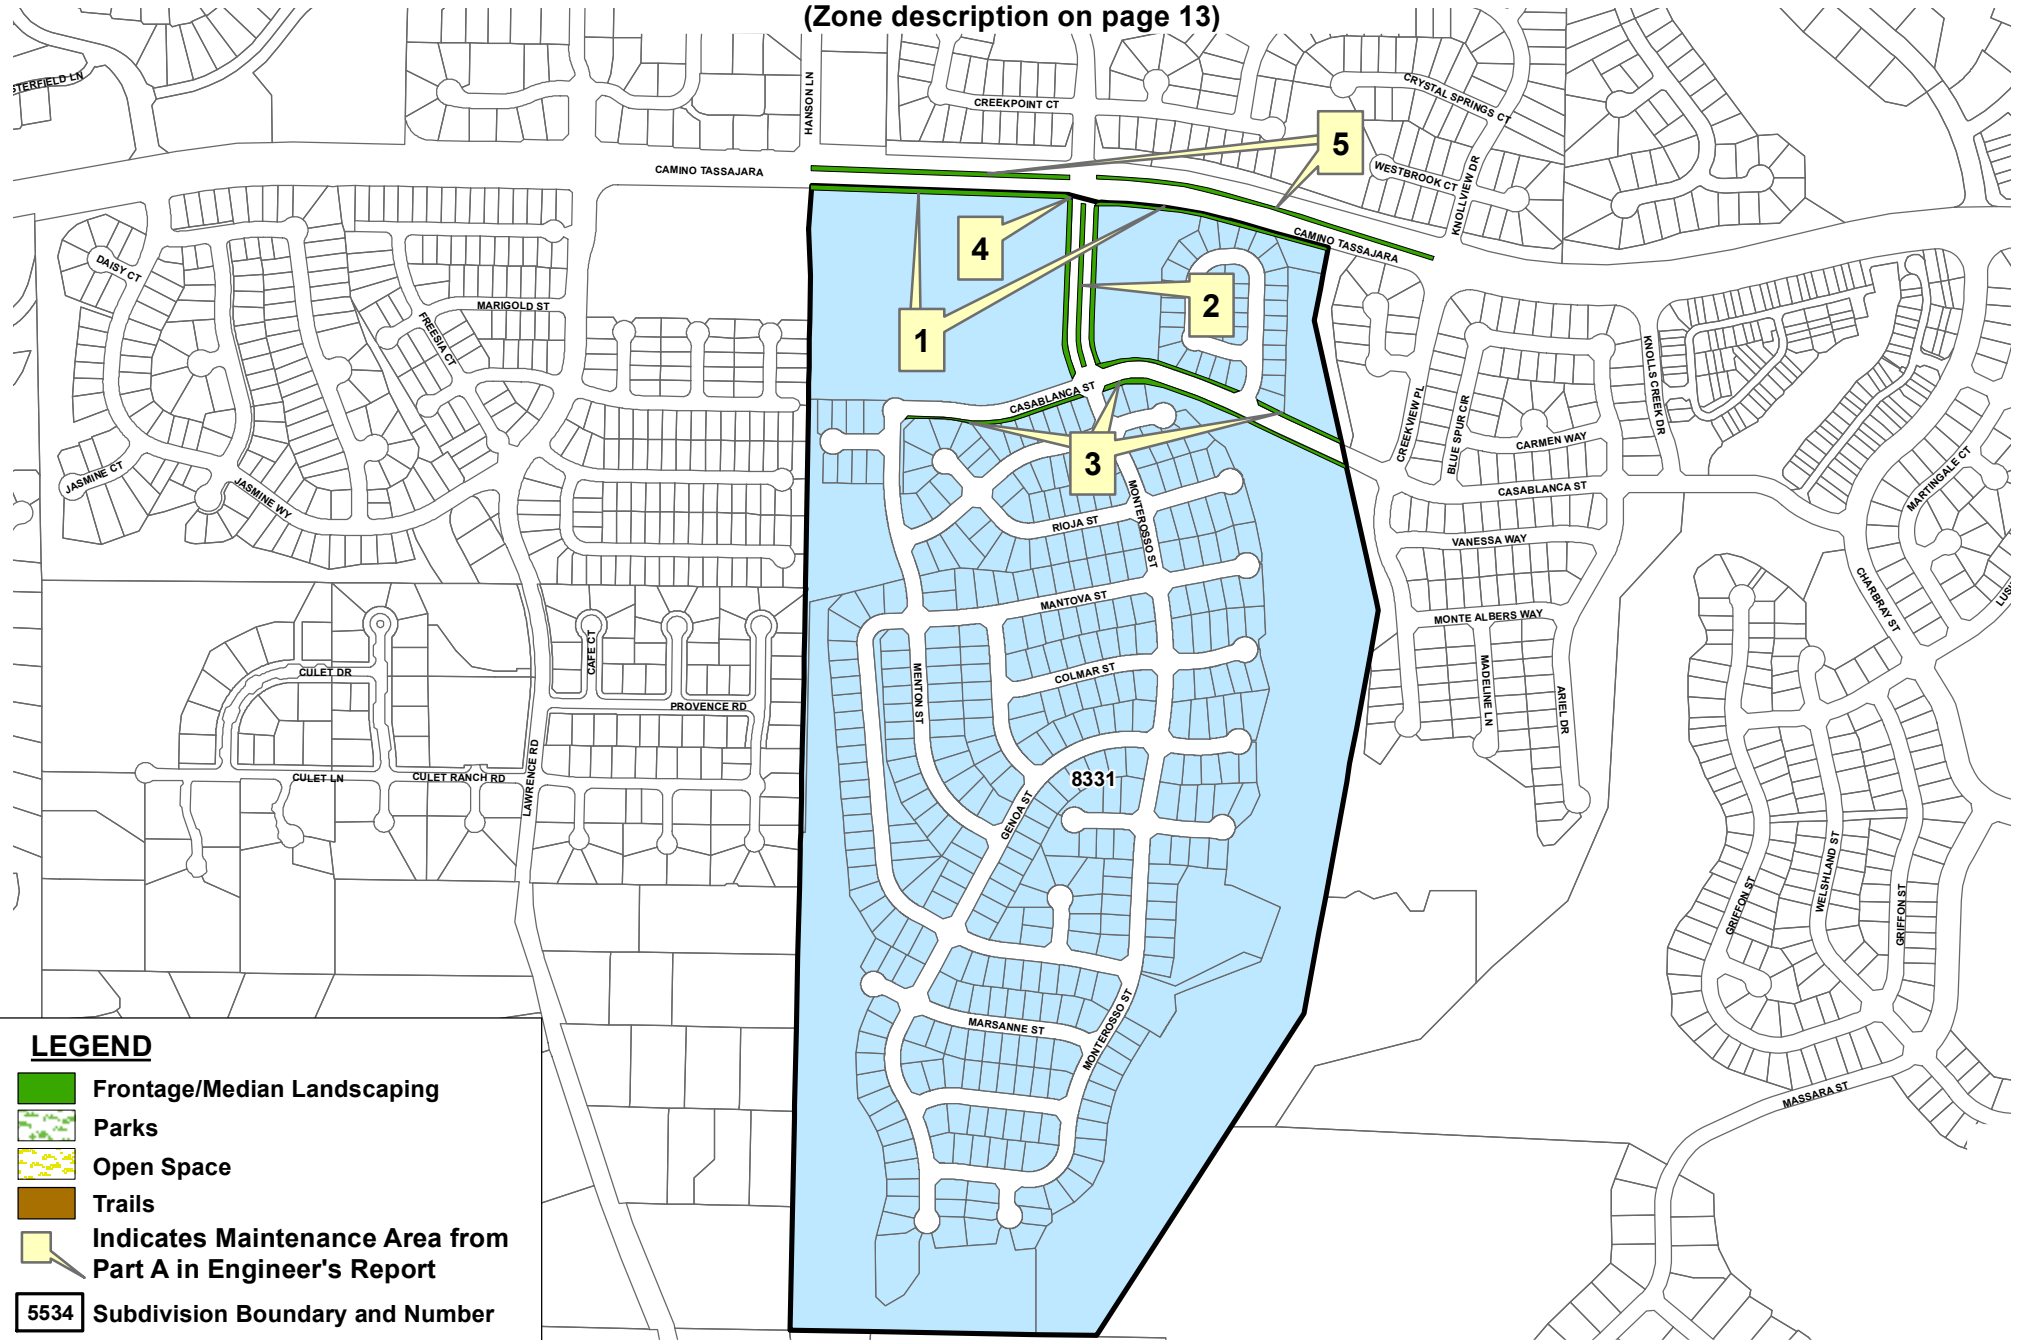 (Zone description on page 13)
HANSON LN
CREEKPOINT CT
CRYSTAL SPRINGS CT
5
CAMINO TASSAJARA
WESTBROOK CT
KNOLLVIEW DR
4
CAMINO TASSAJARA
DAISY CT
MARIGOLD ST
2
FREESIA CT
1
KNOLLS CREEK DR
CASABLANCA ST
CREEKVIEW PL
BLUE SPUR CIR
CARMEN WAY
3
JASMINE CT
JASMINE WY
MARTINGALE CT
CASABLANCA ST
MONTEROSSO ST
RIOJA ST
VANESSA WAY
MANTOVA ST
CHARBRAY ST
MONTE ALBERS WAY
CAFE CT
CULET DR
COLMAR ST
MENTON ST
MADELINE LN
ARIEL DR
PROVENCE RD
LAWRENCE RD
CULET LN
CULET RANCH RD
8331
GENOA ST
WELSHLAND ST
GRIFFON ST
GRIFFON ST
MARSANNE ST
MONTEROSSO ST
MASSARA ST
LEGEND
Frontage/Median Landscaping
Parks
Open Space
Trails
Indicates Maintenance Area from
Part A in Engineer's Report
5534 Subdivision Boundary and Number